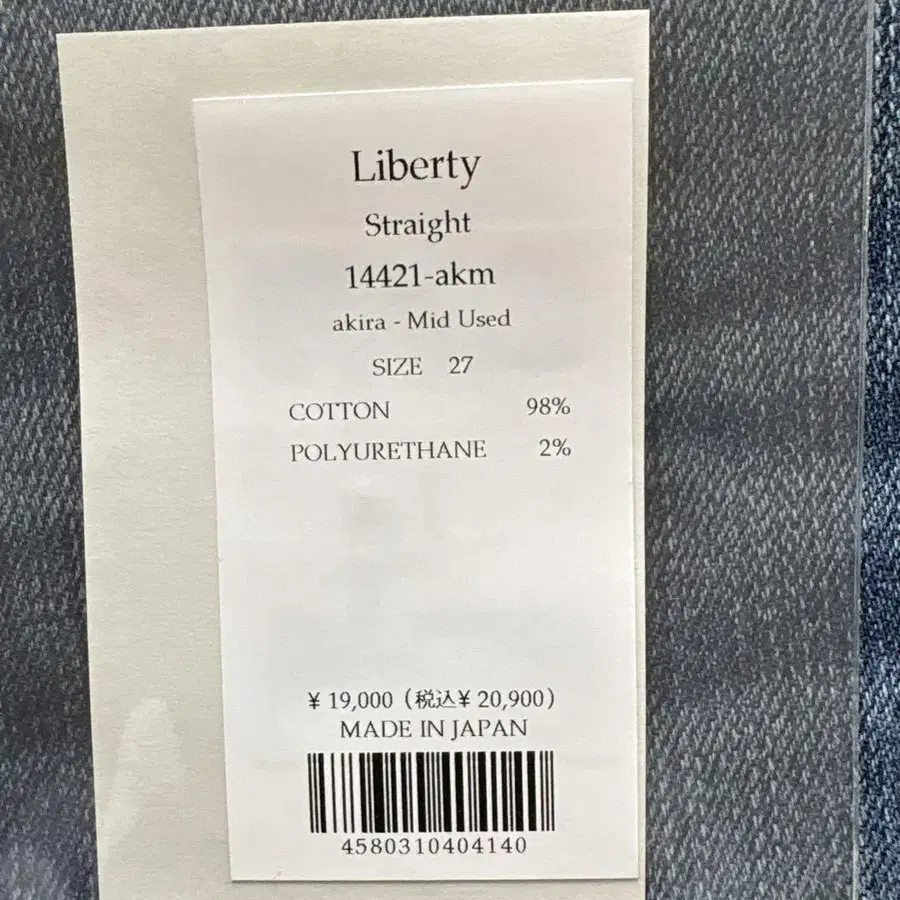 Liberty
Straight
14421-akm
akira - Mid Used
SIZE 27
COTTON 98%
POLYURETHANE 2%
¥ 19,000（税込¥ 20,900）
MADE IN JAPAN
4580310404140